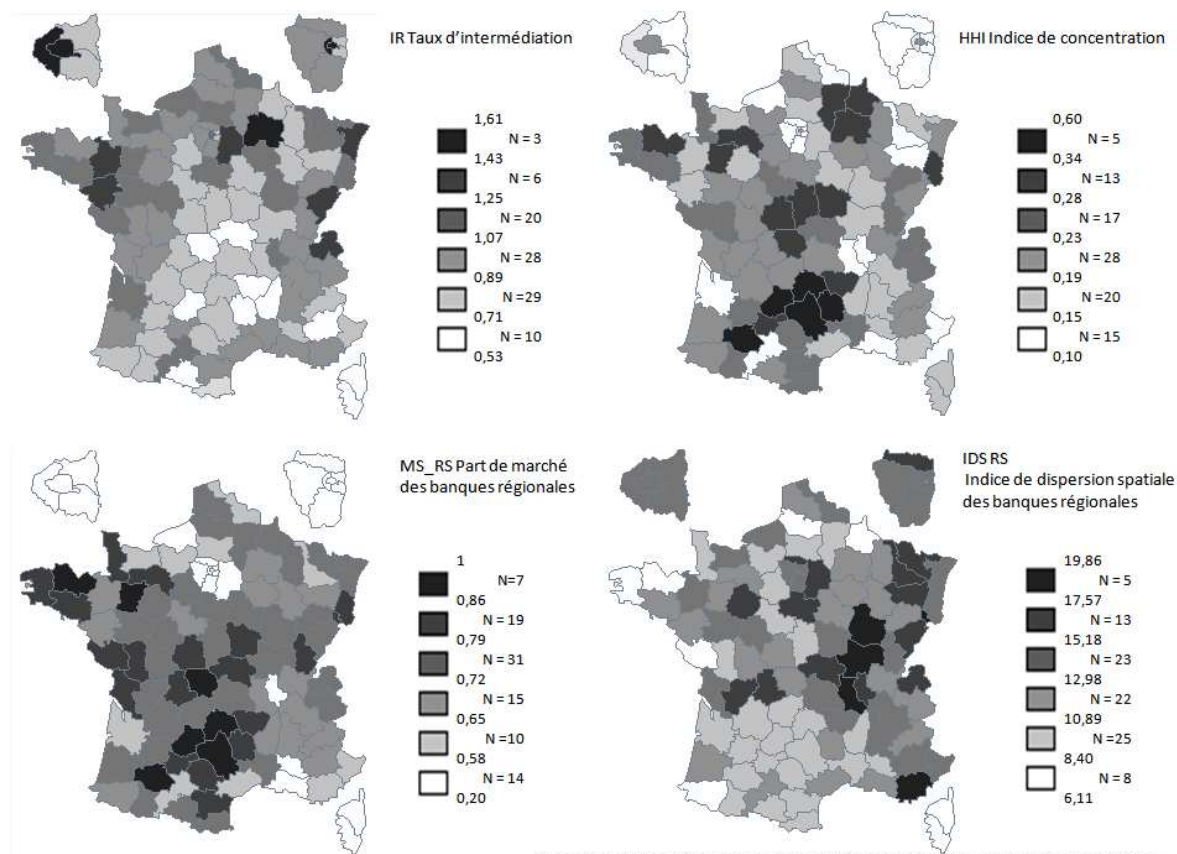 IR Taux d'intermédiation
1,61
N = 3
1,43
N = 6
1,25
N = 20
1,07
N = 28
0,89
N = 29
0,71
N = 10
0,53
HHI Indice de concentration
0,60
N = 5
0,34
N =13
0,28
N = 17
0,23
N = 28
0,19
N = 20
0,15
N = 15
0,10
MS_RS Part de marché
des banques régionales
1
N=7
0,86
N = 19
0,79
N = 31
0,72
N = 15
0,65
N =10
0,58
N = 14
0,20
IDS RS
Indice de dispersion spatiale
des banques régionales
19,86
N = 5
17,57
N = 13
15,18
N = 23
12,98
N = 22
10,89
N =25
8,40
N = 8
6,11